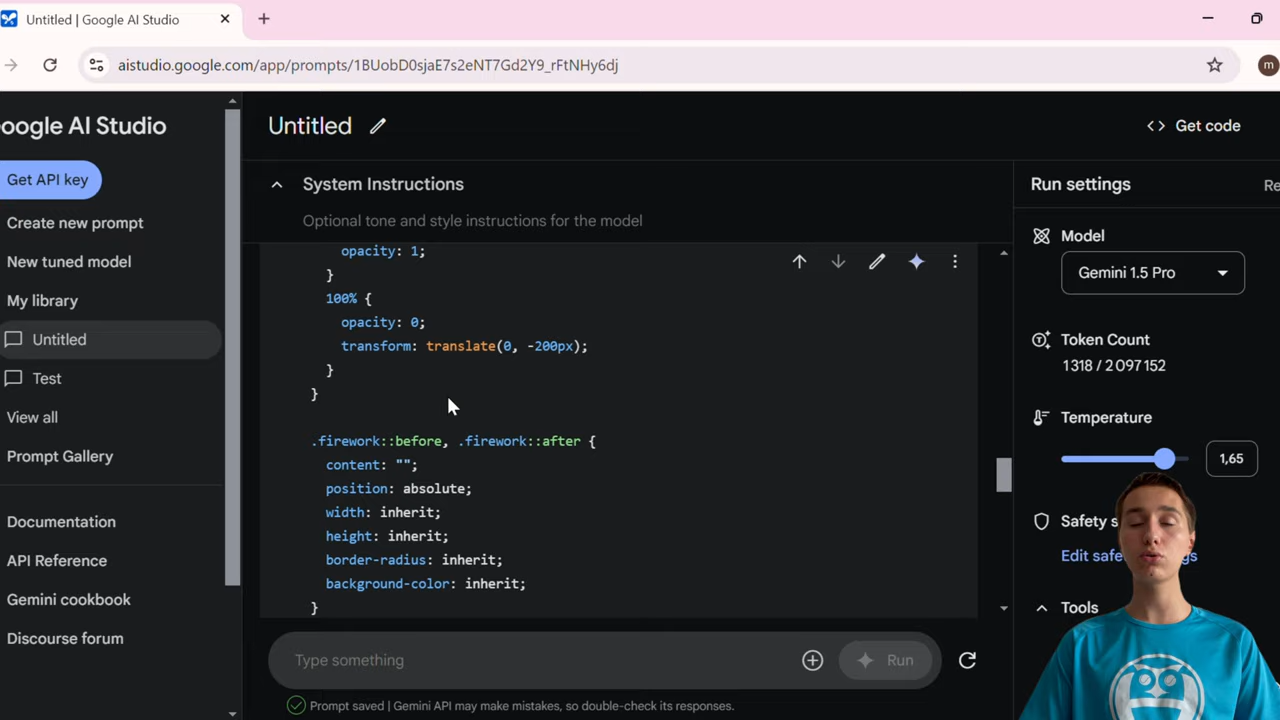 Untitled | Google AI Studio
aistudio.google.com/app/prompts/1BUobD0sjaE7s2eNT7Gd2Y9_rFtNHy6dj
m
oogle AI Studio
Get API key
Create new prompt
New tuned model
My library
Untitled
Test
View all
Prompt Gallery
Documentation
API Reference
Gemini cookbook
Discourse forum
Untitled
<> Get code
System Instructions
Optional tone and style instructions for the model
opacity: 1;
}
100% {
opacity: 0;
transform: translate(0, -200px);
}
}
.firework::before, .firework::after {
content: "";
position: absolute;
width: inherit;
height: inherit;
border-radius: inherit;
background-color: inherit;
}
Type something
Run
Prompt saved | Gemini API may make mistakes, so double-check its responses.
Run settings
Re
Model
Gemini 1.5 Pro
Token Count
1318 / 2 097 152
Temperature
1,65
Safety s
Edit safe gs
Tools